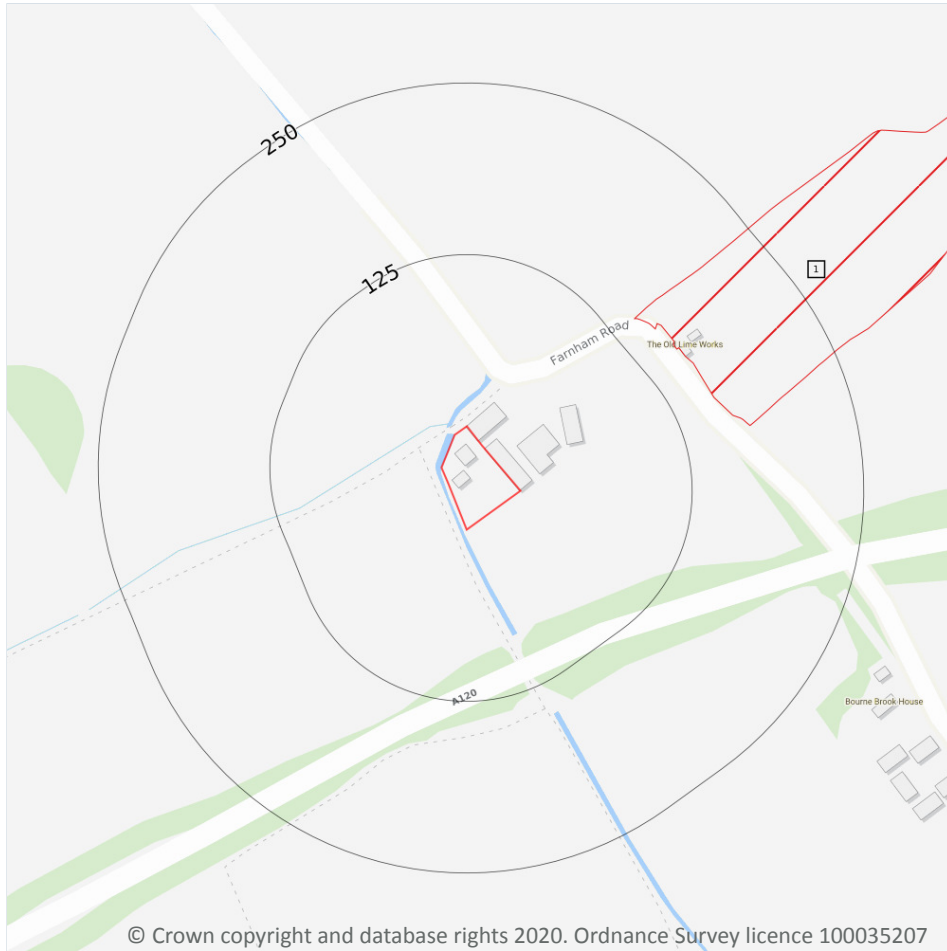 250
125
1
Farnham Road
The Old Lime Works
A120
Bourne Brook House
© Crown copyright and database rights 2020. Ordnance Survey licence 100035207